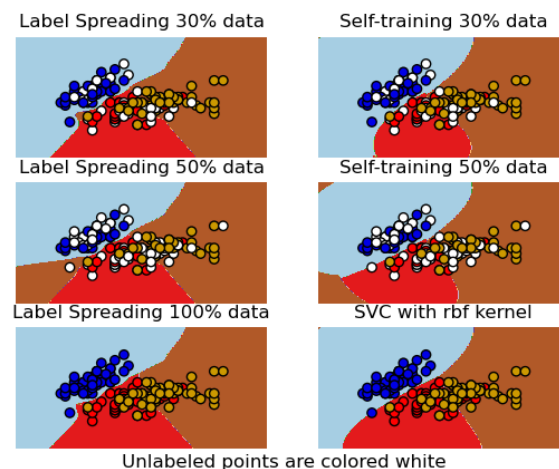 Label Spreading 30% data
Self-training 30% data
Label Spreading 50% data
Self-training 50% data
Label Spreading 100% data
SVC with rbf kernel
Unlabeled points are colored white